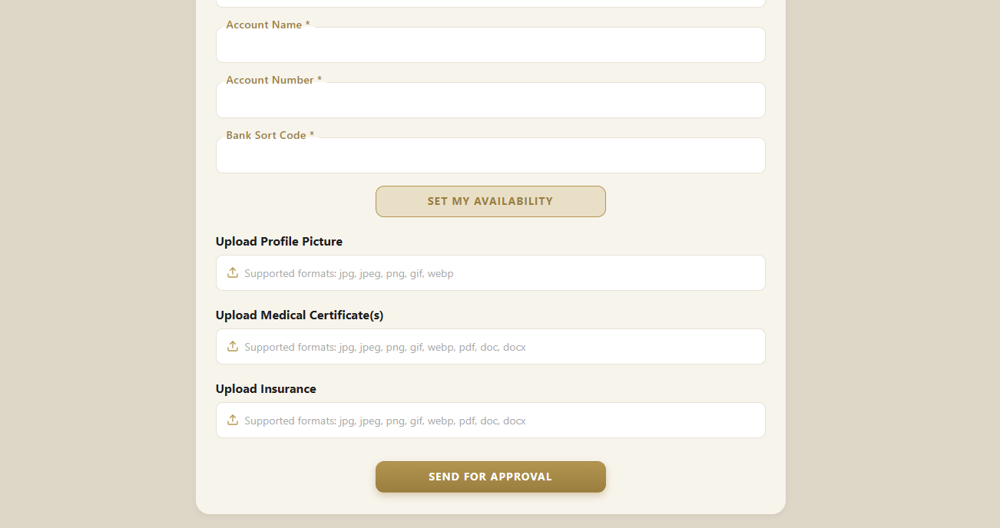 Account Name *
Account Number *
Bank Sort Code *
SET MY AVAILABILITY
Upload Profile Picture
Supported formats: jpg, jpeg, png, gif, webp
Upload Medical Certificate(s)
Supported formats: jpg, jpeg, png, gif, webp, pdf, doc, docx
Upload Insurance
Supported formats: jpg, jpeg, png, gif, webp, pdf, doc, docx
SEND FOR APPROVAL